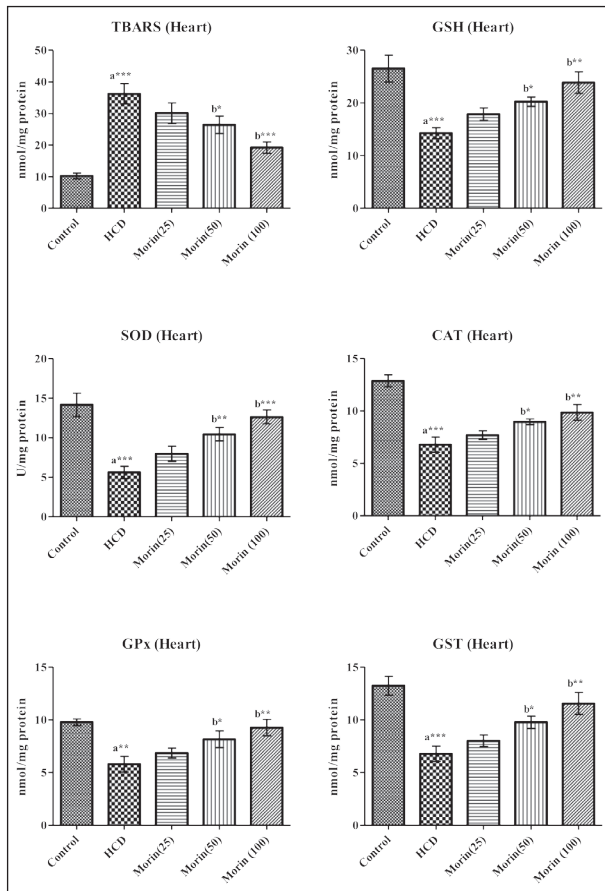 TBARS (Heart)
nmol/mg protein
50
40
30
20
10
0
a***
b*
b***
Control
HCD
Morin(25)
Morin(50)
Morin (100)
GSH (Heart)
nmol/mg protein
30
20
10
0
a***
b*
b**
Control
HCD
Morin(25)
Morin(50)
Morin (100)
SOD (Heart)
U/mg protein
20
15
10
5
0
a***
b**
b***
Control
HCD
Morin(25)
Morin(50)
Morin (100)
CAT (Heart)
nmol/mg protein
15
10
5
0
a***
b*
b**
Control
HCD
Morin(25)
Morin(50)
Morin (100)
GPx (Heart)
nmol/mg protein
15
10
5
0
a**
b*
b**
Control
HCD
Morin(25)
Morin(50)
Morin (100)
GST (Heart)
nmol/mg protein
15
10
5
0
a***
b*
b**
Control
HCD
Morin(25)
Morin(50)
Morin (100)